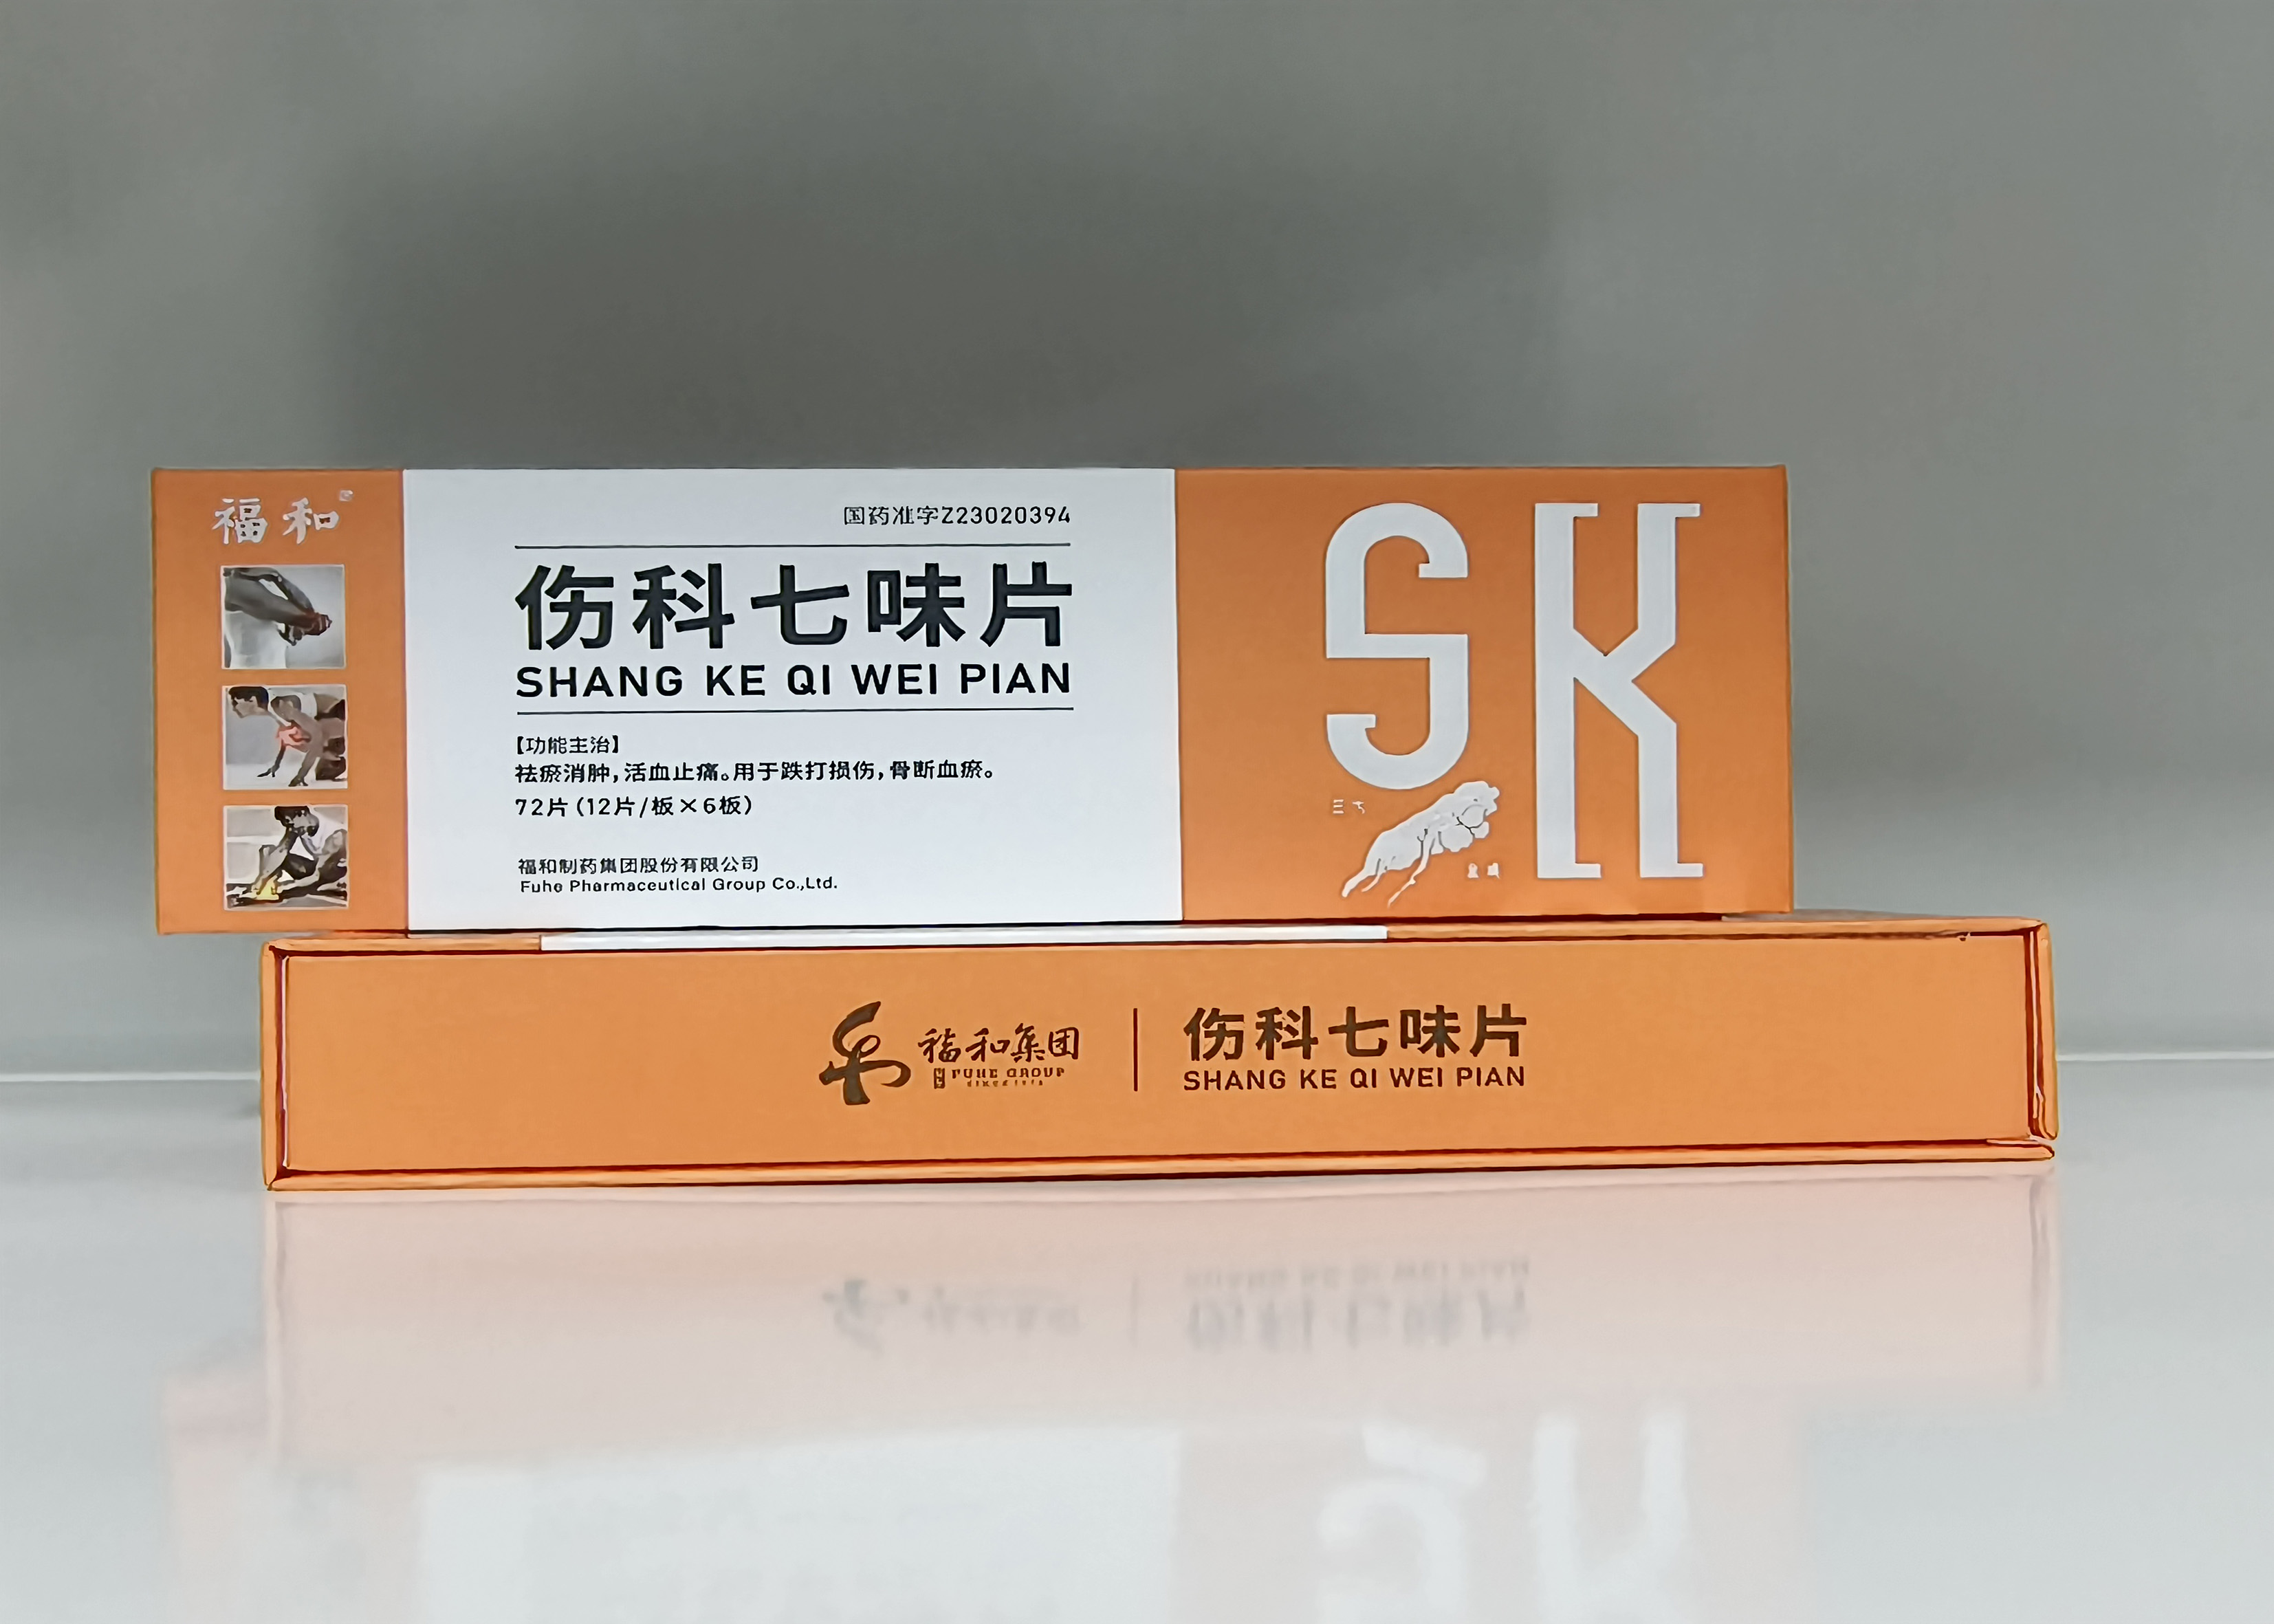 福和
国药准字Z23020394
伤科七味片
SHANG KE QI WEI PIAN
【功能主治】
祛瘀消肿,活血止痛。用于跌打损伤,骨断血瘀。
72片(12片/板×6板)
福和制药集团股份有限公司
Fuhe Pharmaceutical Group Co.,Ltd.
SK
三七
福和集团
FUHE GROUP
伤科七味片
SHANG KE QI WEI PIAN